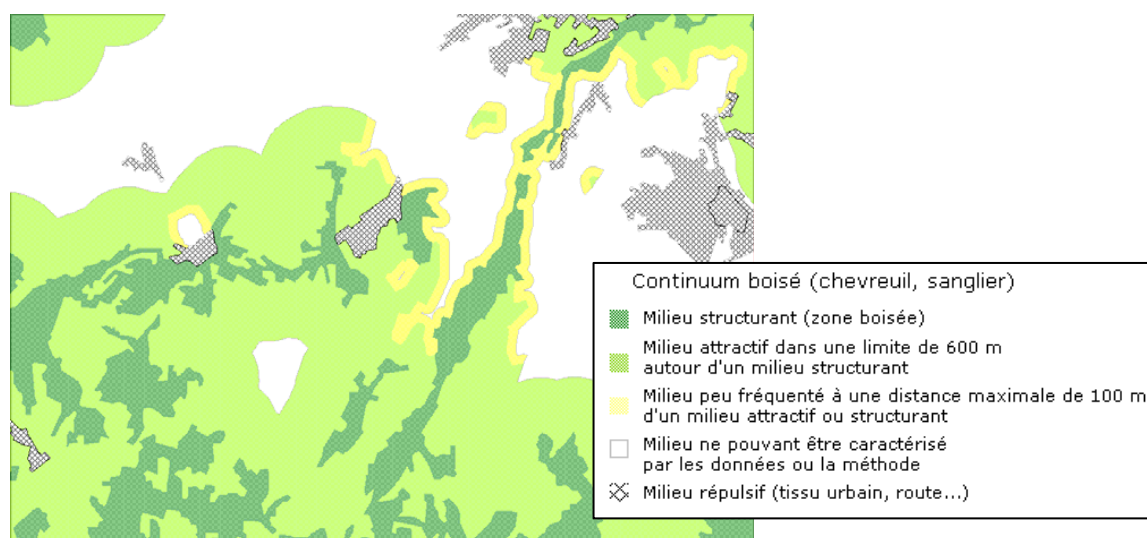 Continuum boisé (chevreuil, sanglier)
Milieu structurant (zone boisée)
Milieu attractif dans une limite de 600 m
autour d'un milieu structurant
Milieu peu fréquenté à une distance maximale de 100 m
d'un milieu attractif ou structurant
Milieu ne pouvant être caractérisé
par les données ou la méthode
Milieu répulsif (tissu urbain, route...)